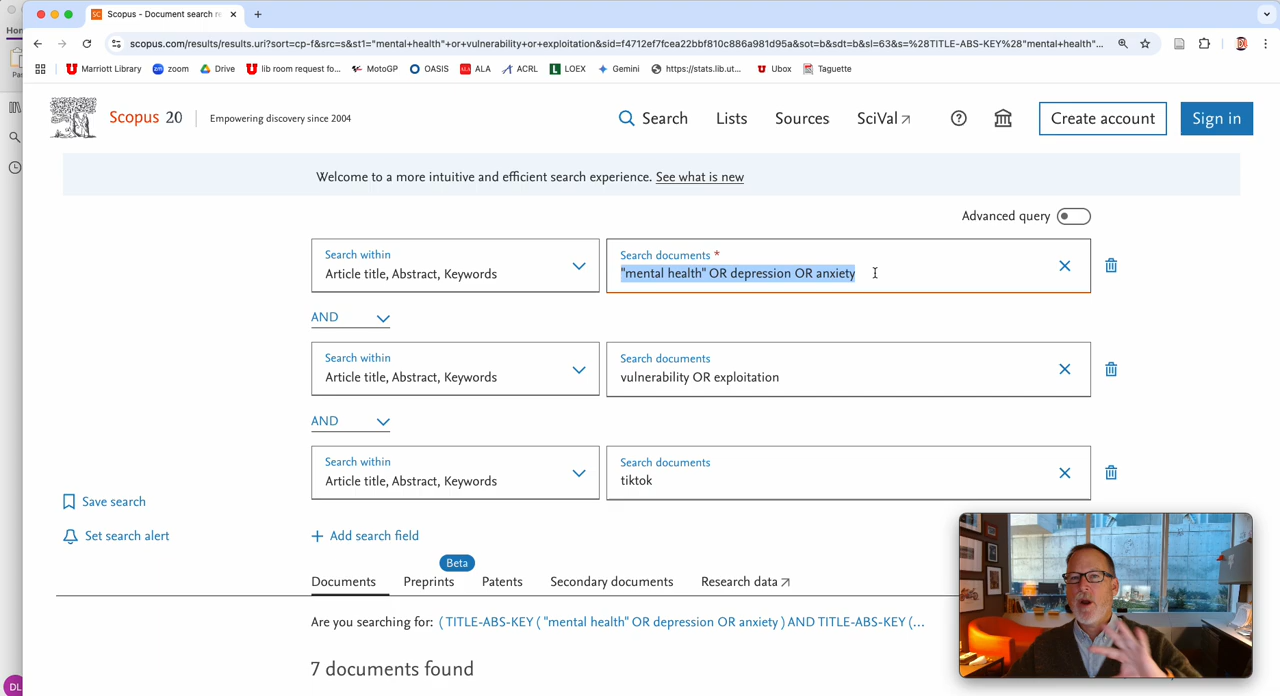 Hon
Scopus - Document search re
scopus.com/results/results.uri?sort=cp-f&src=s&st1="mental+health"+or+vulnerability+or+exploitation&sid=f4712ef7fcea22bbf810c886a981d95a&sot=b&sdt=b&sl=63&s=%28TITLE-ABS-KEY%28"mental+health"...
Pas
Marriott Library zoom Drive lib room request fo... MotoGP OASIS ALA ACRL LOEX Gemini https://stats.lib.ut... Ubox Taguette
Scopus 20 Empowering discovery since 2004 Search Lists Sources SciVal Create account Sign in
Welcome to a more intuitive and efficient search experience. See what is new
Advanced query
Search within Search documents *
Article title, Abstract, Keywords "mental health" OR depression OR anxiety
AND
Search within Search documents
Article title, Abstract, Keywords vulnerability OR exploitation
AND
Search within Search documents
Article title, Abstract, Keywords tiktok
Save search
Set search alert Add search field
Beta
Documents Preprints Patents Secondary documents Research data
Are you searching for: ( TITLE-ABS-KEY ( "mental health" OR depression OR anxiety ) AND TITLE-ABS-KEY (...
7 documents found
DL